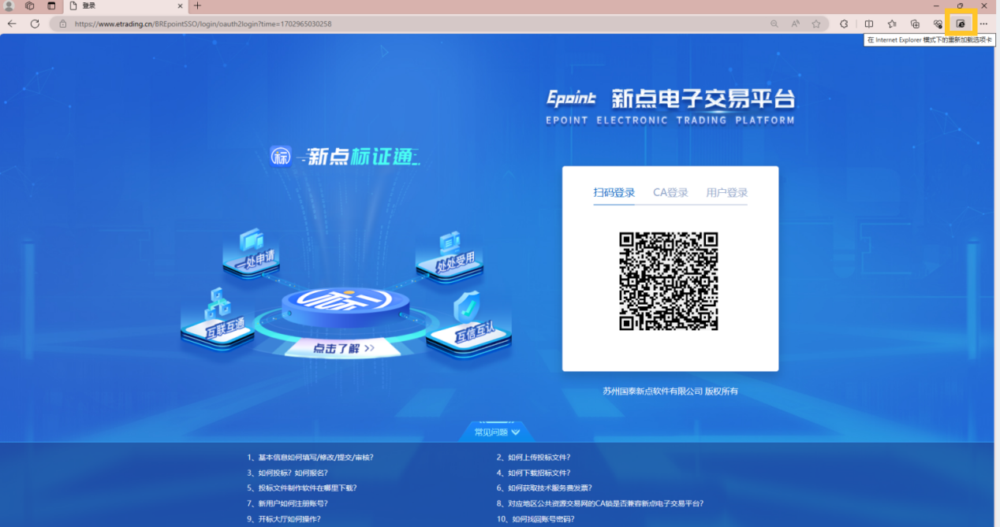 登录
https://www.etrading.cn/BREpointSSO/login/oauth2login?time=1702965030258
在 Internet Explorer 模式下的重新加载选项卡
Epoint 新点电子交易平台
EPOINT ELECTRONIC TRADING PLATFORM
标 新点标证通
扫码登录 CA登录 用户登录
一处申请
处处受用
互联互通
互信互认
标
点击了解 >>
苏州国泰新点软件有限公司 版权所有
常见问题
1、基本信息如何填写/修改/提交/审核?
2、如何上传投标文件?
3、如何投标? 如何报名?
4、如何下载招标文件?
5、投标文件制作软件在哪里下载?
6、如何获取技术服务费发票?
7、新用户如何注册账号?
8、对应地区公共资源交易网的CA锁是否兼容新点电子交易平台?
9、开标大厅如何操作?
10、如何找回账号密码?